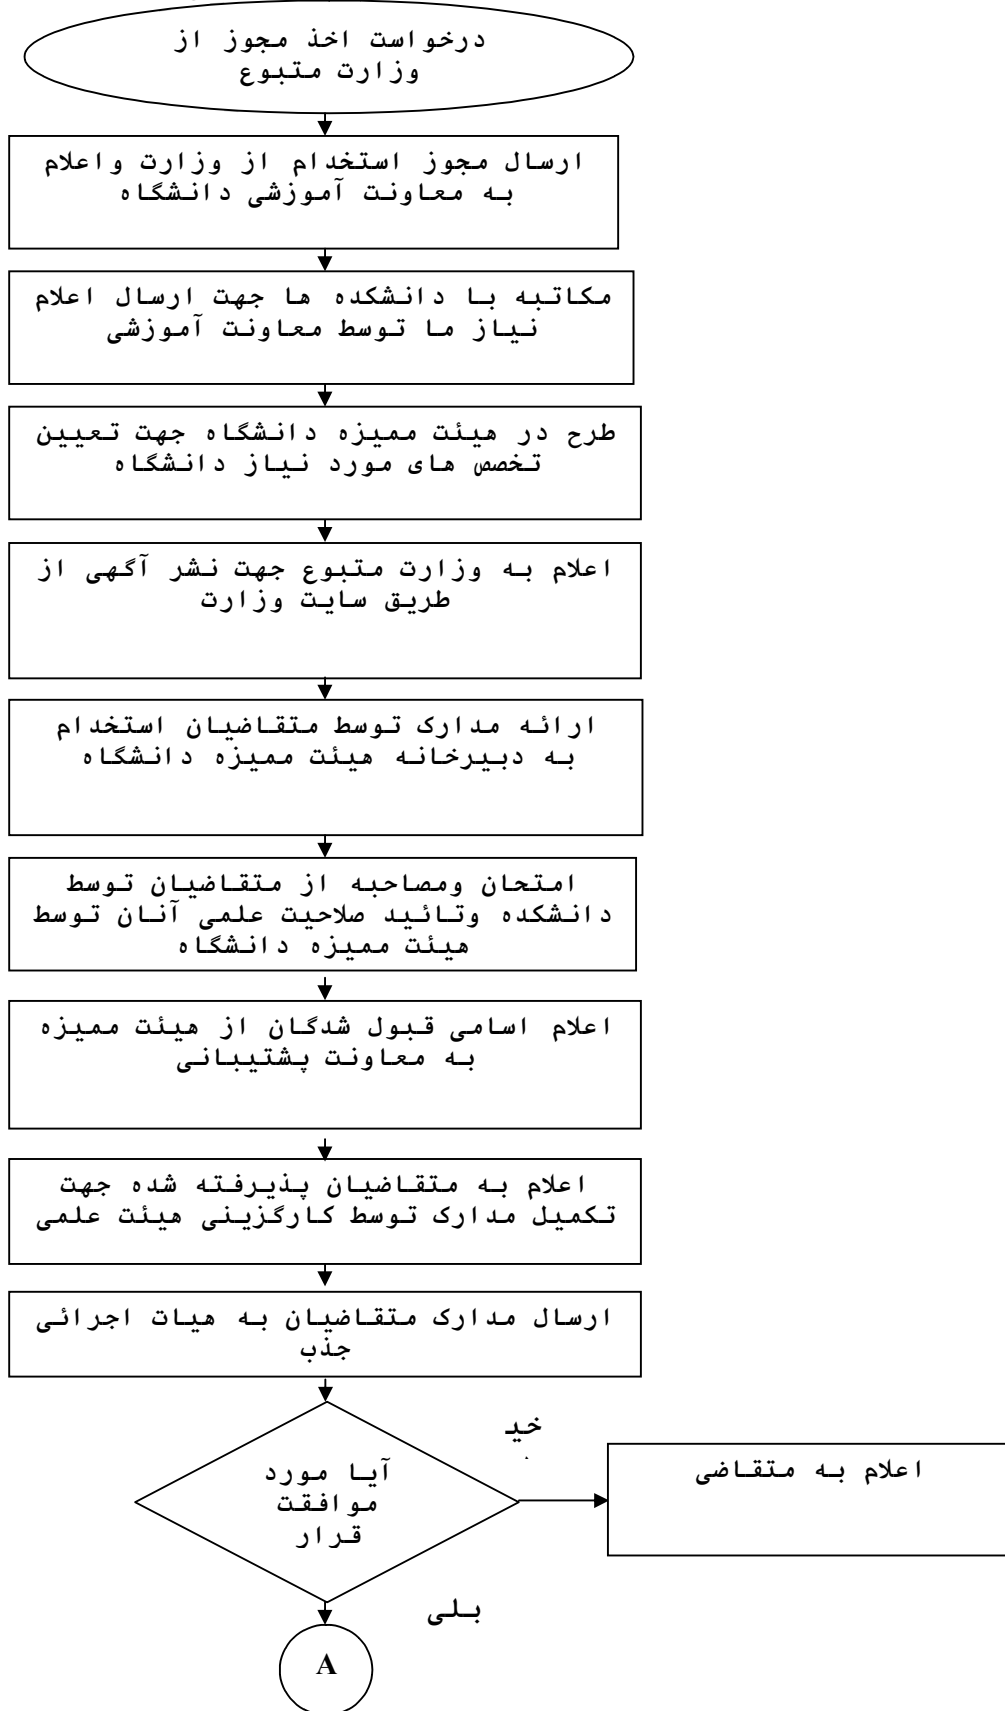 درخواست اخذ مجوز از
وزارت متبوع
ارسال مجوز استخدام از وزارت واعلام
به معاونت آموزشی دانشگاه
مکاتبه با دانشکده ها جهت ارسال اعلام
نیاز ما توسط معاونت آموزشی
طرح در هیئت ممیزه دانشگاه جهت تعیین
تخصص های مورد نیاز دانشگاه
اعلام به وزارت متبوع جهت نشر آگهی از
طریق سایت وزارت
ارائه مدارک توسط متقاضیان استخدام
به دبیرخانه هیئت ممیزه دانشگاه
امتحان ومصاحبه از متقاضیان توسط
دانشکده وتائید صلاحیت علمی آنان توسط
هیئت ممیزه دانشگاه
اعلام اسامی قبول شدگان از هیئت ممیزه
به معاونت پشتیبانی
اعلام به متقاضیان پذیرفته شده جهت
تکمیل مدارک توسط کارگزینی هیئت علمی
ارسال مدارک متقاضیان به هیات اجرائی
جذب
آیا مورد
موافقت
قرار
خیـ
اعلام به متقاضی
بلی
A